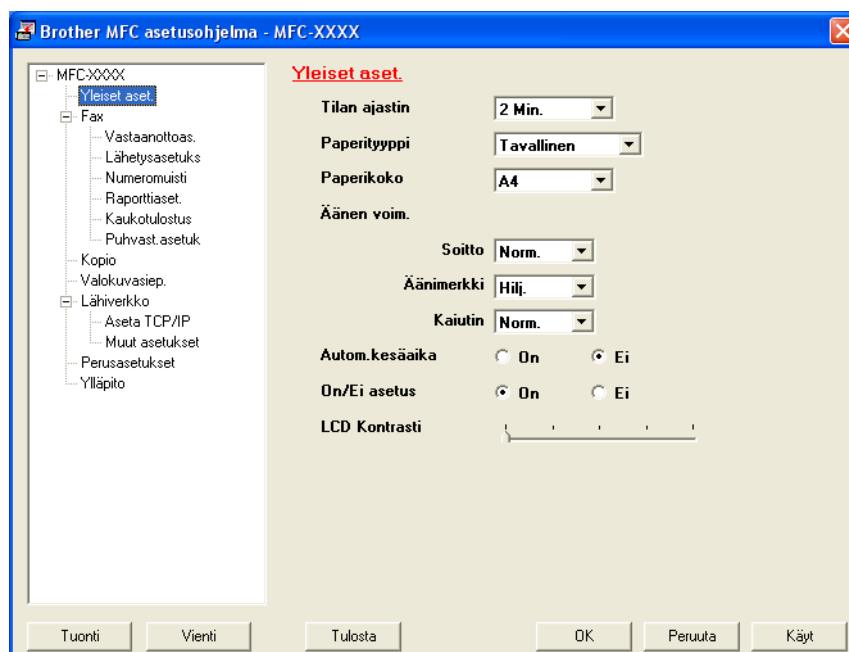 Brother MFC asetusohjelma - MFC-XXXX
MFC-XXXX
Yleiset aset.
Fax
Vastaanottoas.
Lähetysasetuks
Numeromuisti
Raporttiaset.
Kaukotulostus
Puhvast.asetuk
Kopio
Valokuvasiep.
Lähiverkko
Aseta TCP/IP
Muut asetukset
Perusasetukset
Ylläpito
Yleiset aset.
Tilan ajastin 2 Min.
Paperityyppi Tavallinen
Paperikoko A4
Äänen voim.
Soitto Norm.
Äänimerkki Hilj.
Kaiutin Norm.
Autom.kesäaika On Ei
On/Ei asetus On Ei
LCD Kontrasti
Tuonti Vienti Tulosta OK Peruuta Käyt